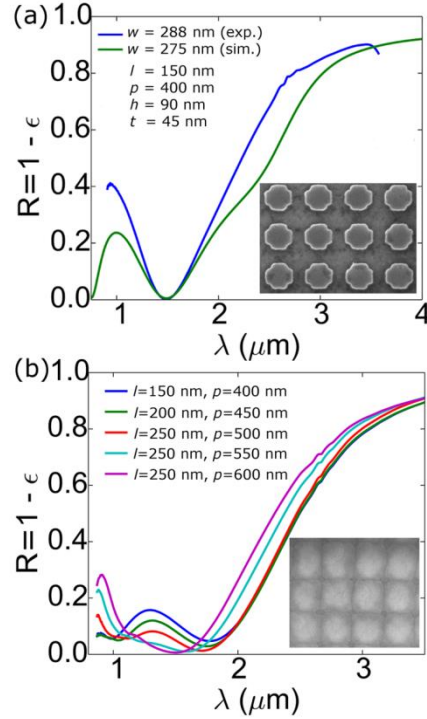 (a)
w = 288 nm (exp.)
w = 275 nm (sim.)
l = 150 nm
p = 400 nm
h = 90 nm
t = 45 nm
R=1 - ϵ
1.0
0.8
0.6
0.4
0.2
0.0
1 2 3 4
λ (μm)
(b)
l=150 nm, p=400 nm
l=200 nm, p=450 nm
l=250 nm, p=500 nm
l=250 nm, p=550 nm
l=250 nm, p=600 nm
R=1 - ϵ
1.0
0.8
0.6
0.4
0.2
0.0
1 2 3
λ (μm)